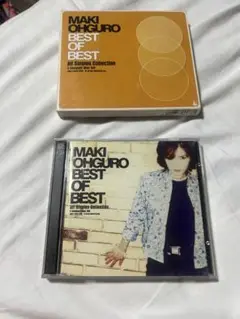 MAKI
OHGURO
BEST OF
BEST
All Singles Collection
MAKI
OHGURO
BEST
OF
BEST
All Singles Collection